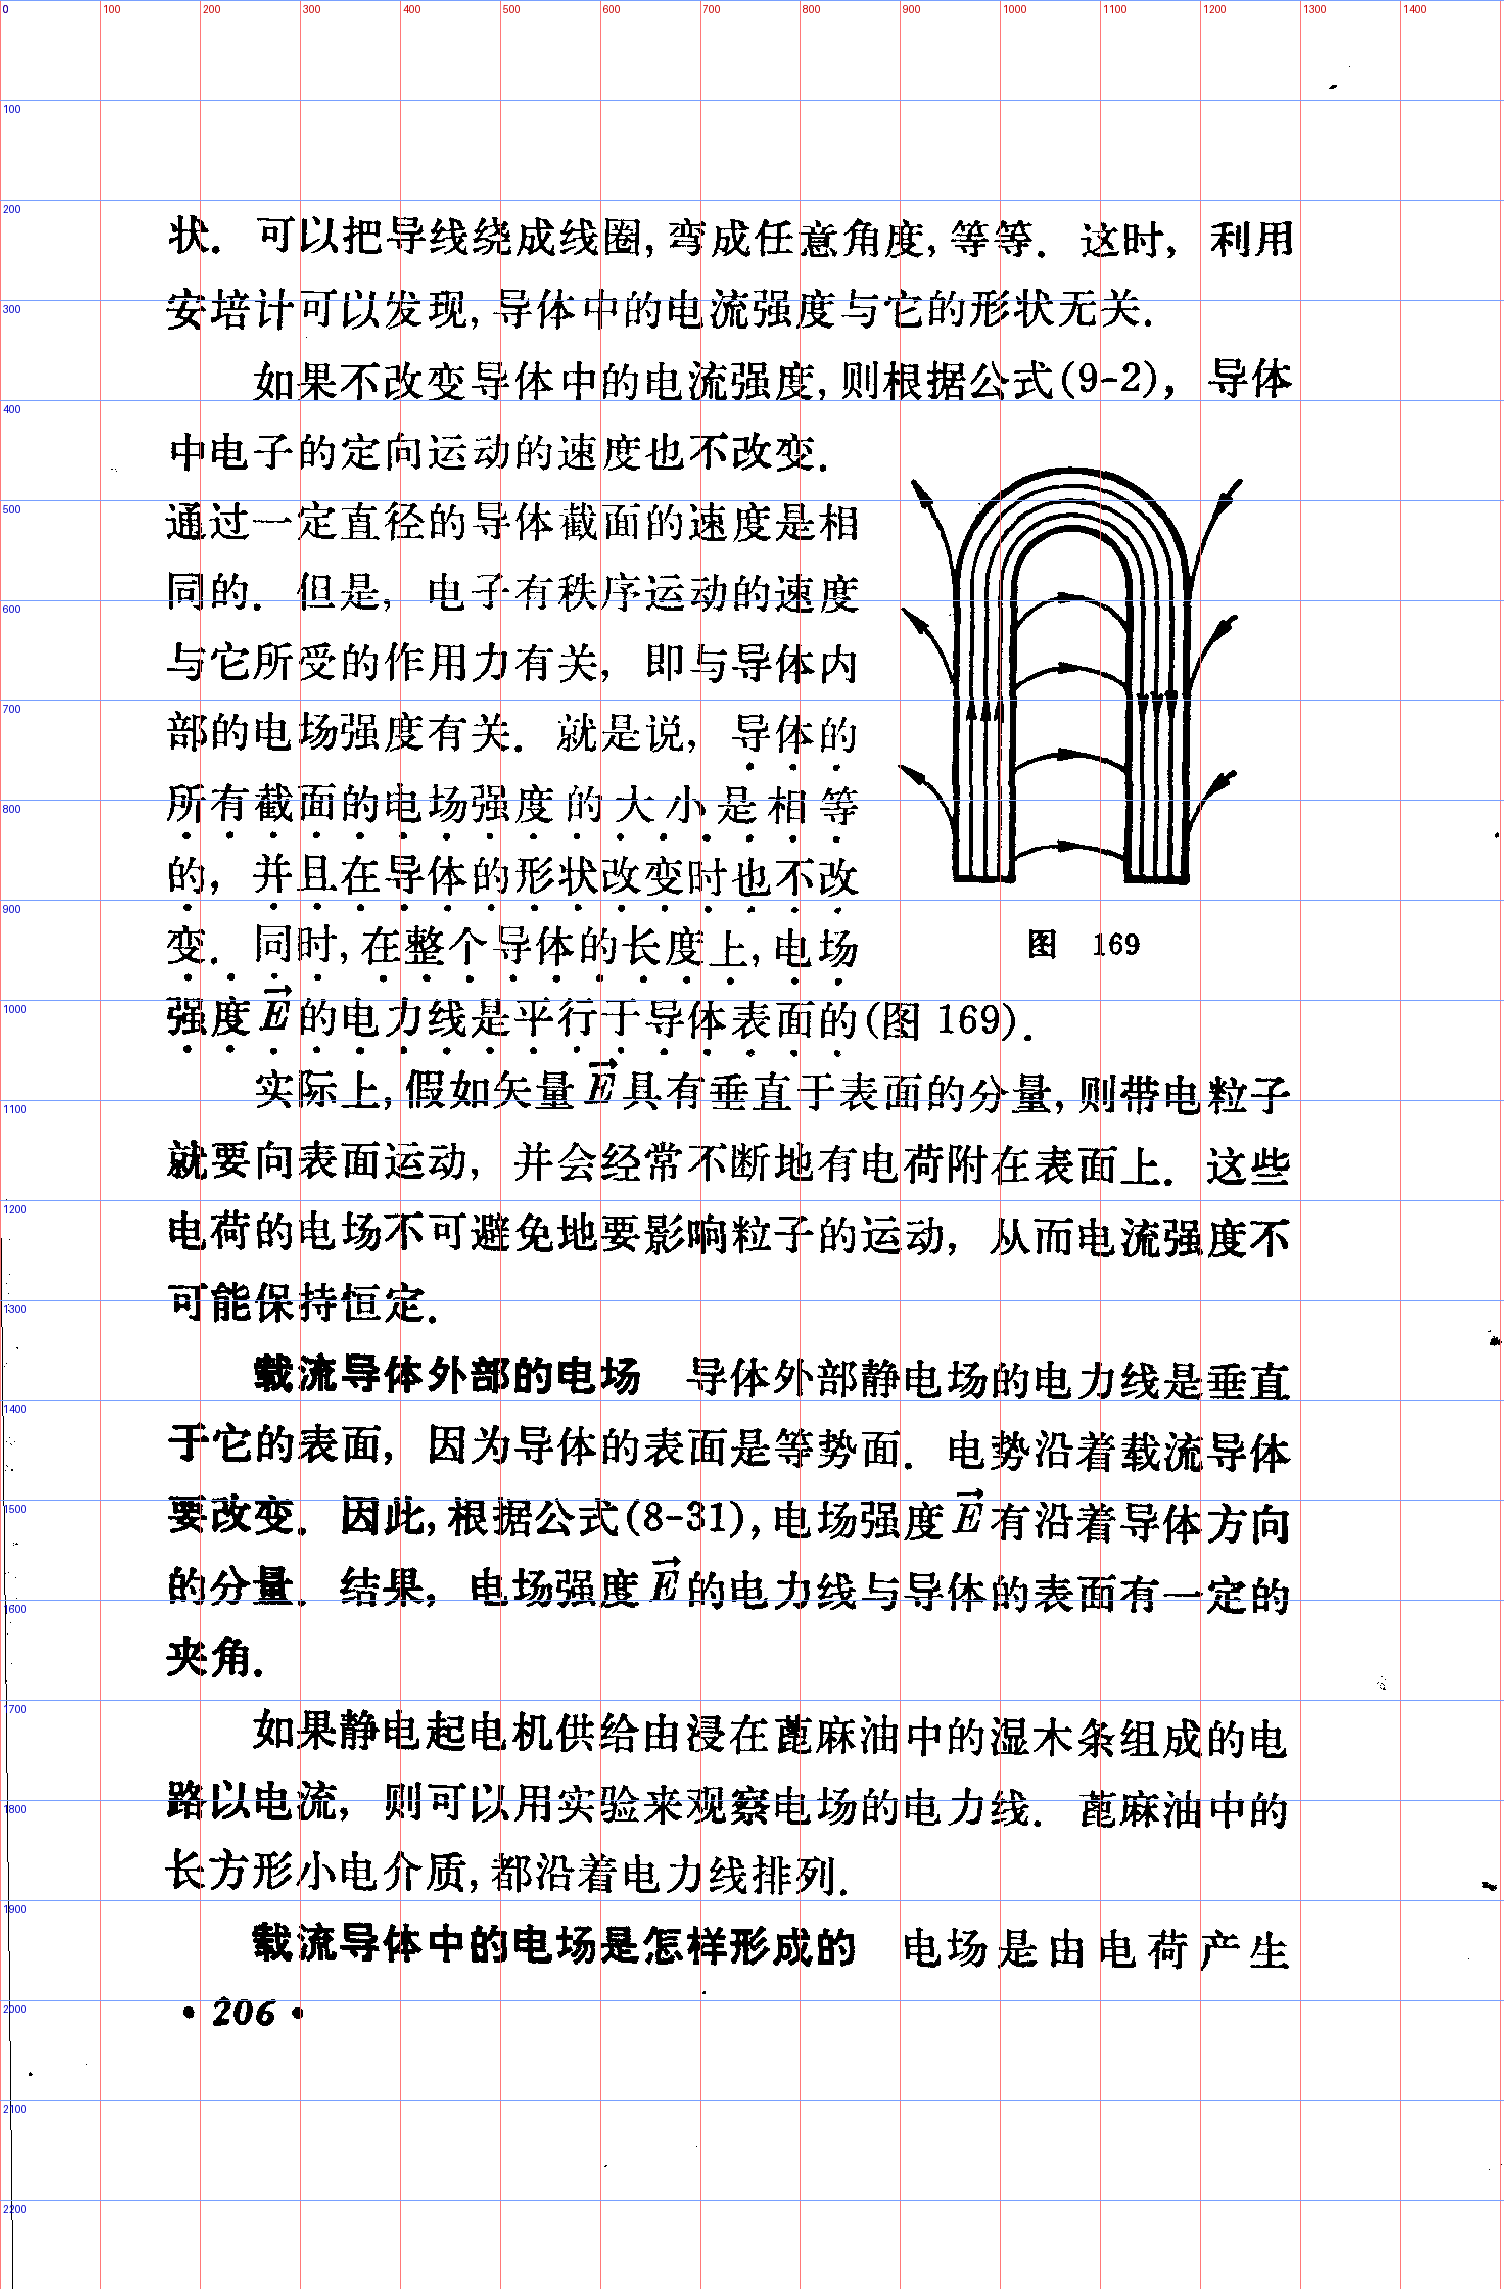 状. 可以把导线绕成线圈, 弯成任意角度, 等等. 这时, 利用
安培计可以发现, 导体中的电流强度与它的形状无关.
如果不改变导体中的电流强度, 则根据公式(9-2), 导体
中电子的定向运动的速度也不改变.
通过一定直径的导体截面的速度是相
同的. 但是, 电子有秩序运动的速度
与它所受的作用力有关, 即与导体内
部的电场强度有关. 就是说, 导体的
所有截面的电场强度的大小是相等
的, 并且在导体的形状改变时也不改
变. 同时, 在整个导体的长度上, 电场
强度E⃗的电力线是平行于导体表面的(图 169).
图 169
实际上, 假如矢量E⃗具有垂直于表面的分量, 则带电粒子
就要向表面运动, 并会经常不断地有电荷附在表面上. 这些
电荷的电场不可避免地要影响粒子的运动, 从而电流强度不
可能保持恒定.
载流导体外部的电场 导体外部静电场的电力线是垂直
于它的表面, 因为导体的表面是等势面. 电势沿着载流导体
要改变. 因此, 根据公式(8-31), 电场强度E⃗有沿着导体方向
的分量. 结果, 电场强度E⃗的电力线与导体的表面有一定的
夹角.
如果静电起电机供给由浸在蓖麻油中的湿木条组成的电
路以电流, 则可以用实验来观察电场的电力线. 蓖麻油中的
长方形小电介质, 都沿着电力线排列.
载流导体中的电场是怎样形成的 电场是由电荷产生
• 206 •